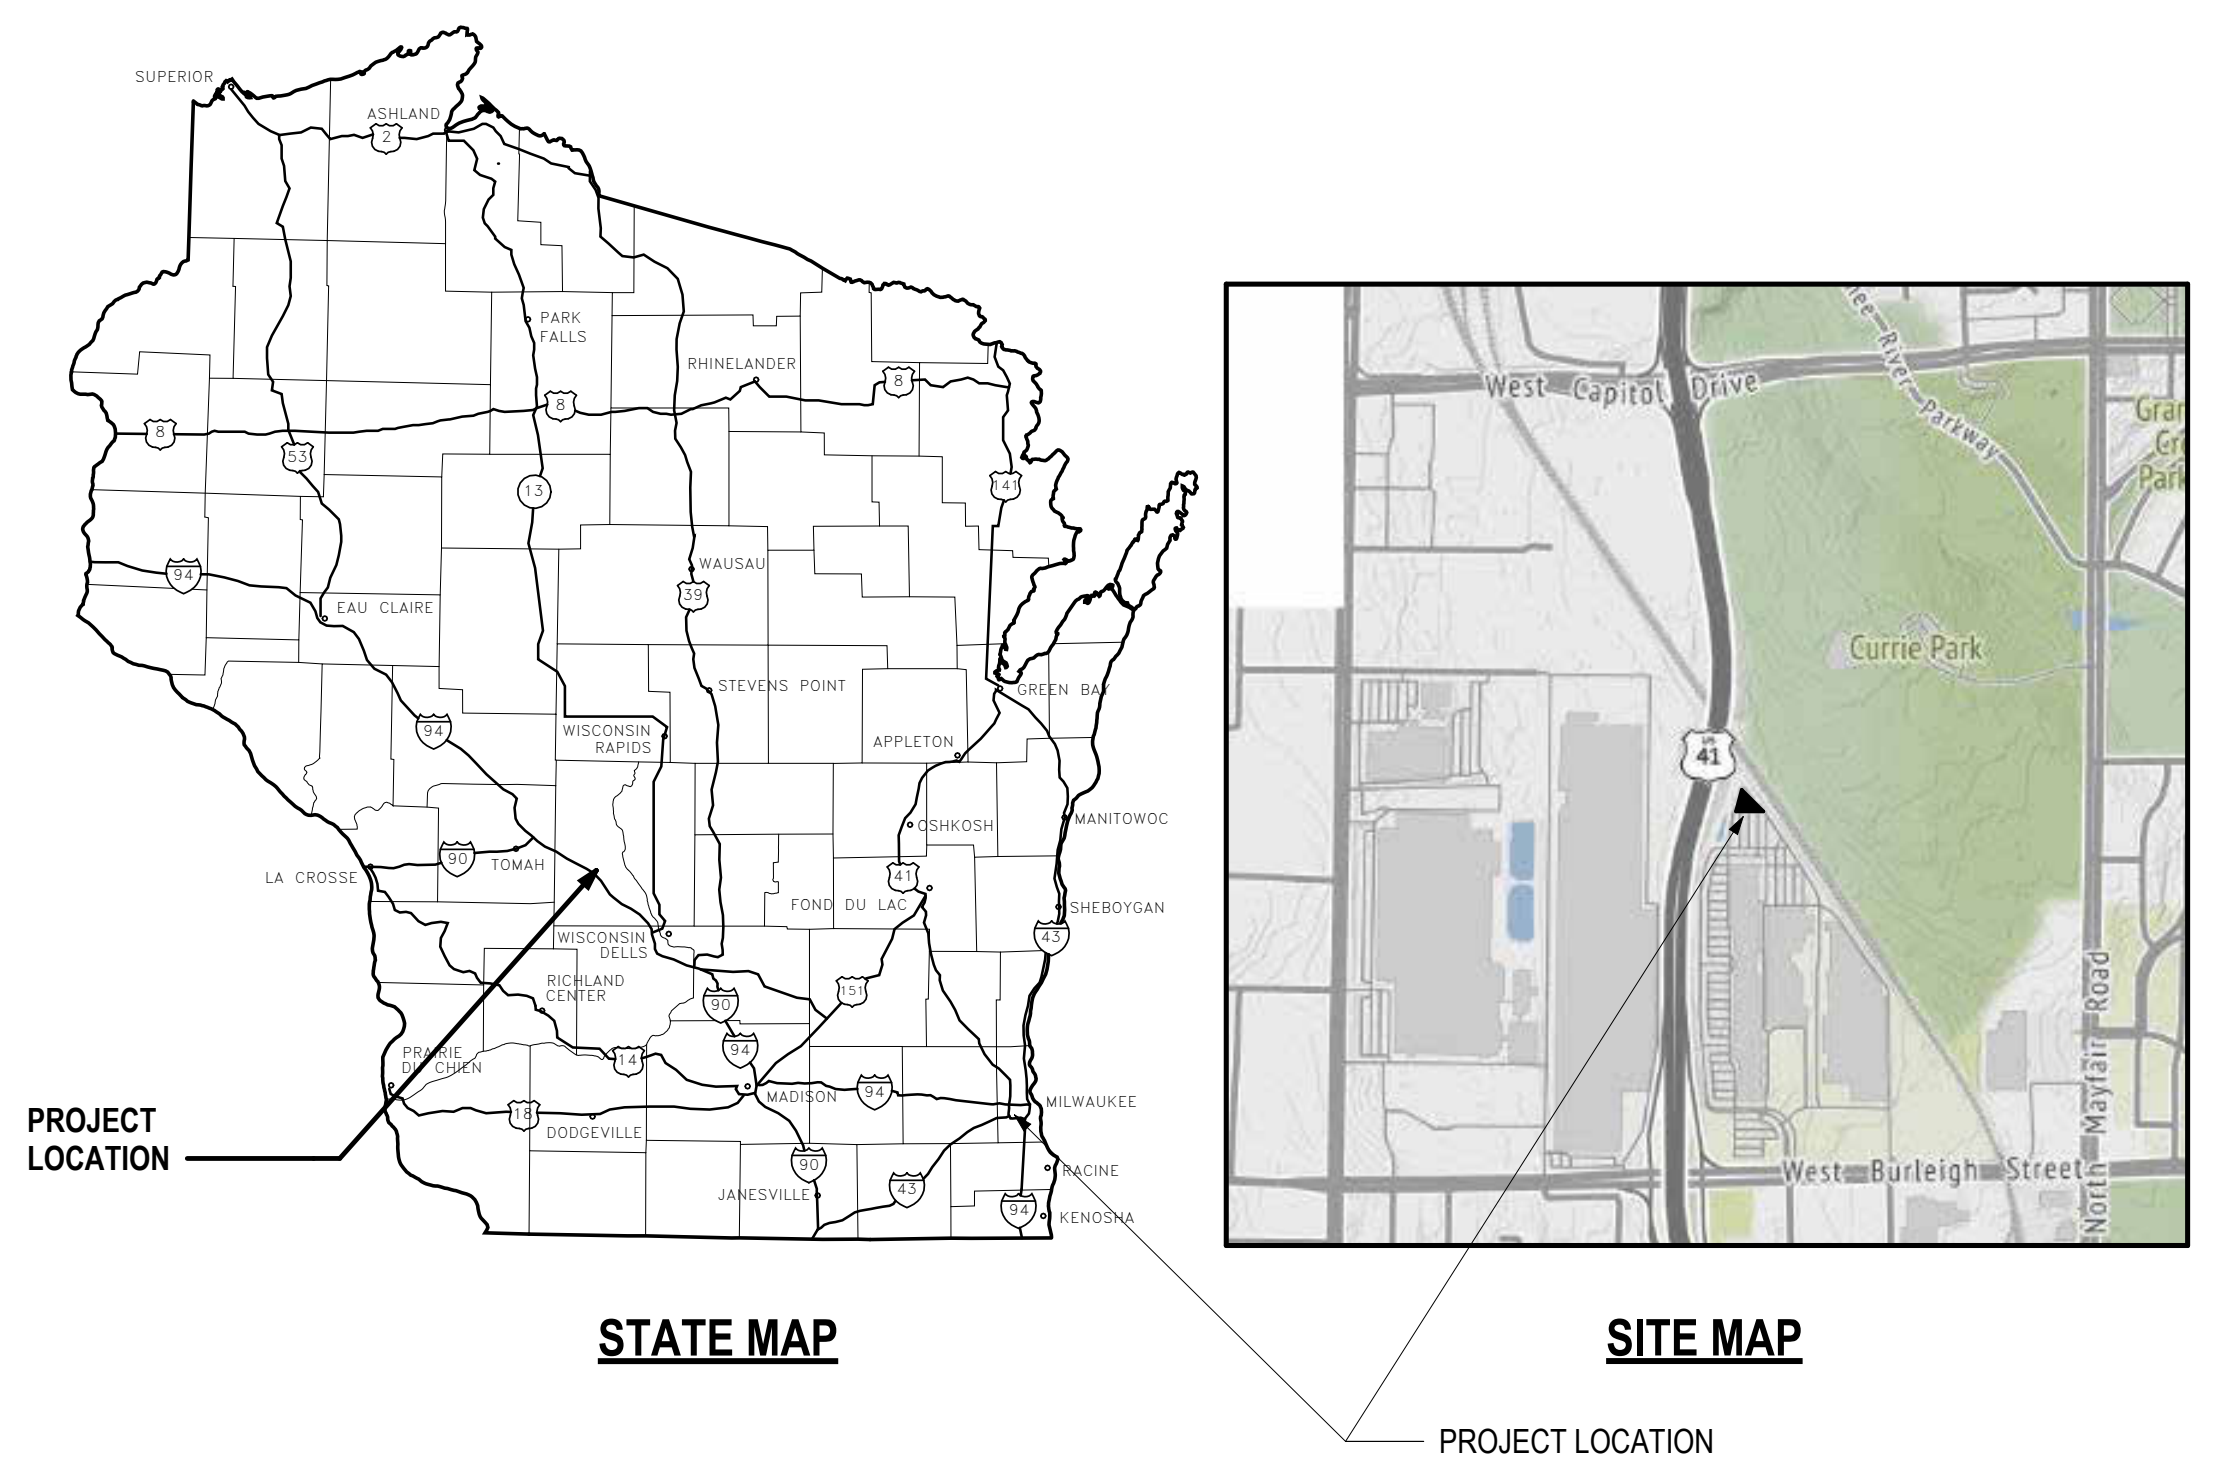 SUPERIOR
ASHLAND
2
PARK
FALLS
RHINELANDER
8
8
8
53
13
141
94
WAUSAU
39
EAU CLAIRE
STEVENS POINT
GREEN BAY
94
WISCONSIN
RAPIDS
APPLETON
OSHKOSH
MANITOWOC
90
TOMAH
LA CROSSE
41
FOND DU LAC
SHEBOYGAN
43
WISCONSIN
DELLS
RICHLAND
CENTER
151
90
94
PRAIRIE
DU CHIEN
14
94
MADISON
MILWAUKEE
18
DODGEVILLE
90
RACINE
JANESVILLE
43
94
KENOSHA
PROJECT
LOCATION
STATE MAP
West Capitol Drive
River Parkway
Park
Currie Park
US
41
North Mayfair Road
West Burleigh Street
SITE MAP
PROJECT LOCATION